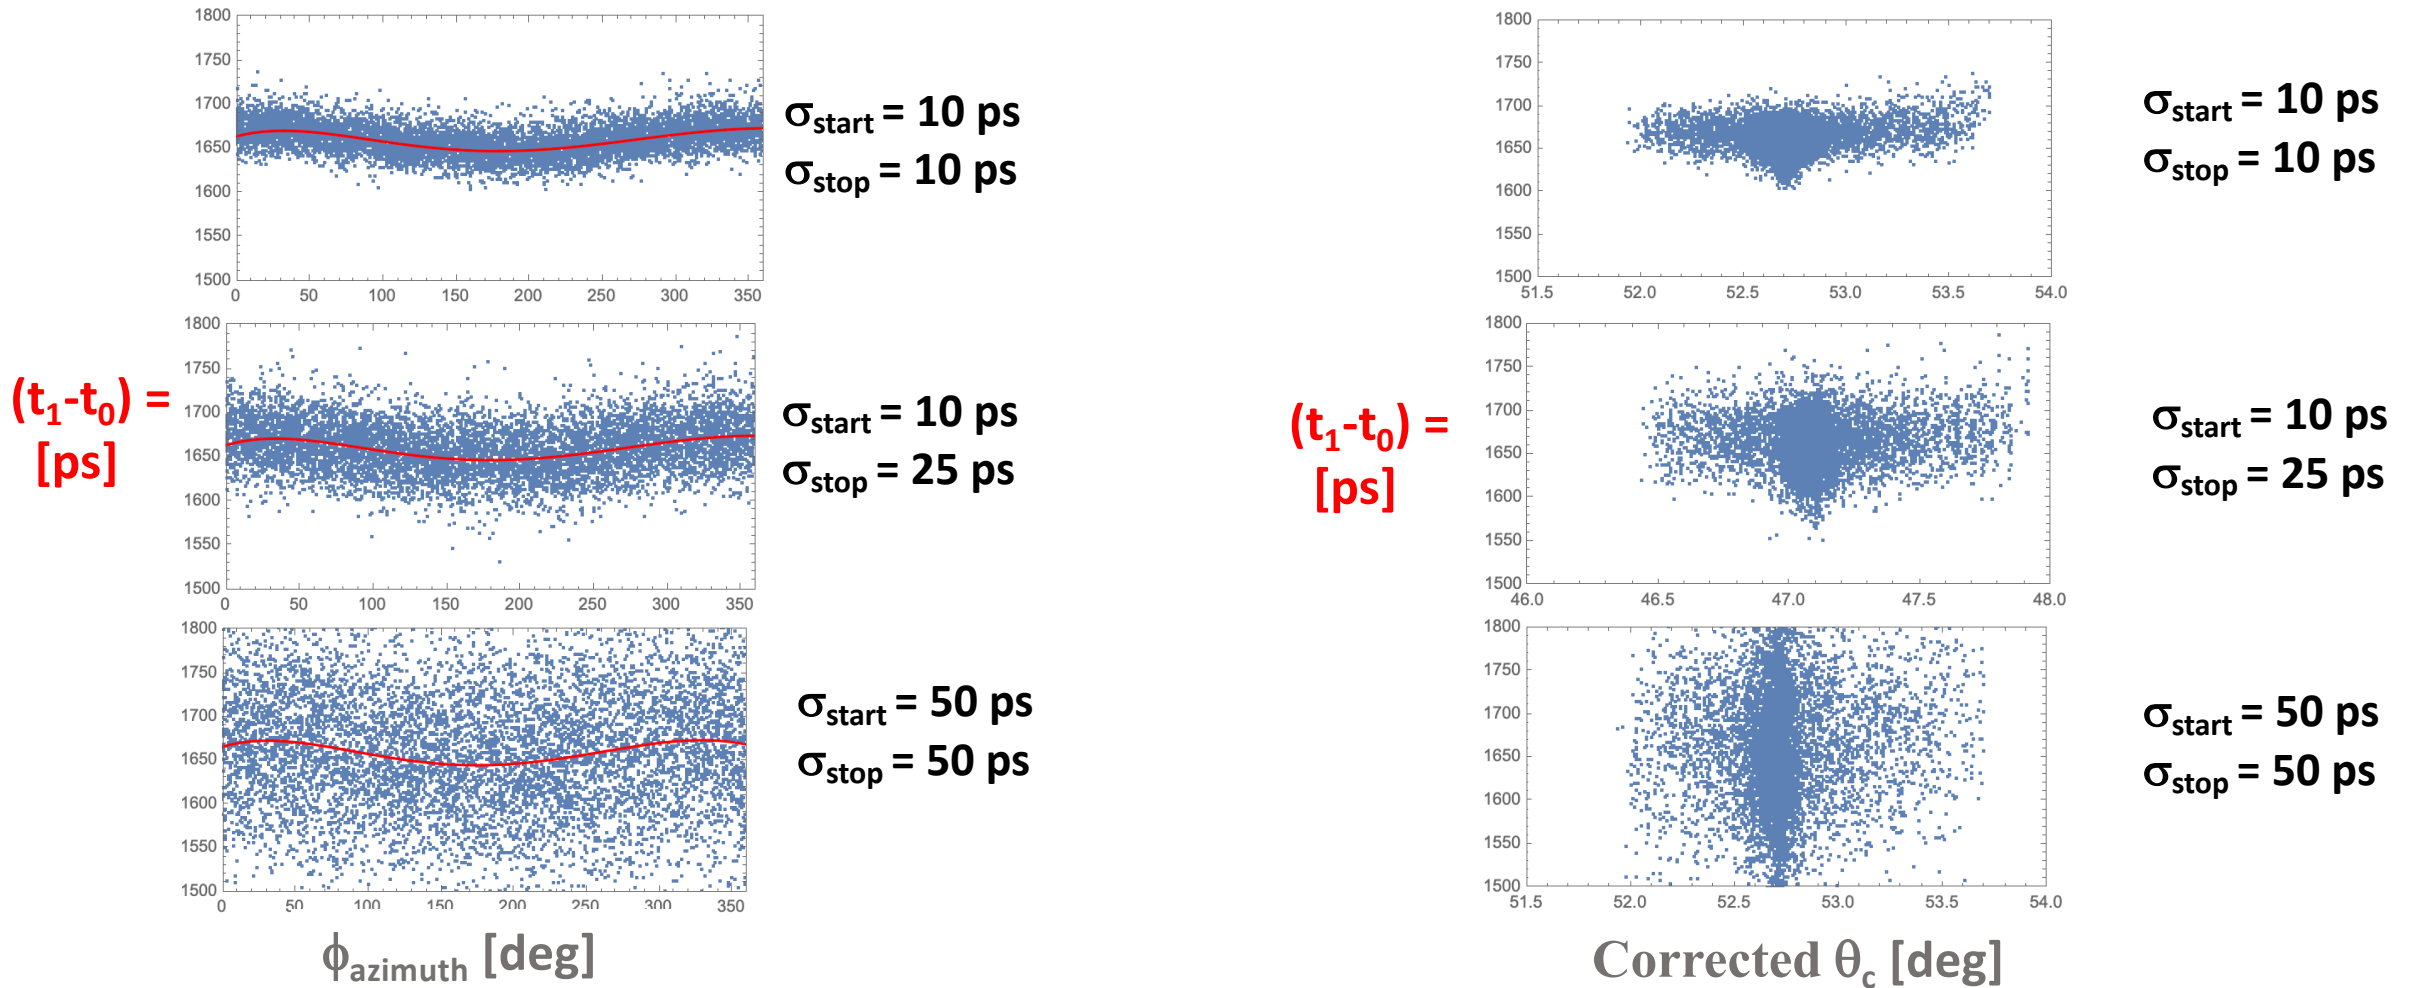 1800
1750
1700
1650
1600
1550
1500
0 50 100 150 200 250 300 350
σstart = 10 ps
σstop = 10 ps
1800
1750
1700
1650
1600
1550
1500
0 50 100 150 200 250 300 350
(t1-t0) =
[ps]
σstart = 10 ps
σstop = 25 ps
1800
1750
1700
1650
1600
1550
1500
0 50 100 150 200 250 300 350
σstart = 50 ps
σstop = 50 ps
ϕazimuth [deg]
1800
1750
1700
1650
1600
1550
1500
51.5 52.0 52.5 53.0 53.5 54.0
σstart = 10 ps
σstop = 10 ps
1800
1750
1700
1650
1600
1550
1500
46.0 46.5 47.0 47.5 48.0
(t1-t0) =
[ps]
σstart = 10 ps
σstop = 25 ps
1800
1750
1700
1650
1600
1550
1500
51.5 52.0 52.5 53.0 53.5 54.0
σstart = 50 ps
σstop = 50 ps
Corrected θc [deg]